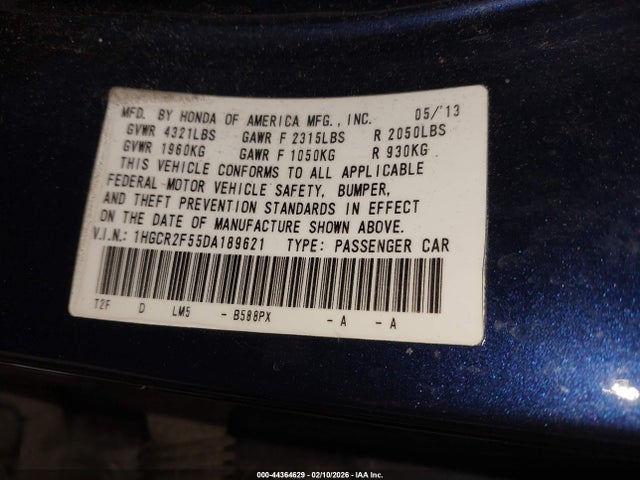 MFD. BY HONDA OF AMERICA MFG., INC. 05/'13
GVWR 4321LBS GAWR F 2315LBS R 2050LBS
GVWR 1960KG GAWR F 1050KG R 930KG
THIS VEHICLE CONFORMS TO ALL APPLICABLE
FEDERAL MOTOR VEHICLE SAFETY, BUMPER,
AND THEFT PREVENTION STANDARDS IN EFFECT
ON THE DATE OF MANUFACTURE SHOWN ABOVE.
V.I.N.: 1HGCR2F55DA189621 TYPE: PASSENGER CAR
T2F D LM5 - B588PX - A - A
000-44364629 - 02/10/2026 - IAA Inc.